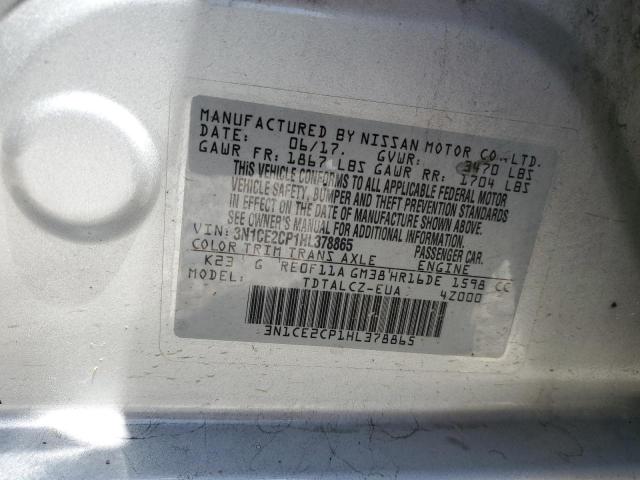 MANUFACTURED BY NISSAN MOTOR CO., LTD.
DATE: 06/17. GVWR: 3470 LBS
GAWR FR: 1867 LBS GAWR RR: 1704 LBS
THIS VEHICLE CONFORMS TO ALL APPLICABLE FEDERAL MOTOR
VEHICLE SAFETY, BUMPER AND THEFT PREVENTION STANDARDS
IN EFFECT ON THE DATE OF MANUFACTURE SHOWN ABOVE.
SEE OWNER'S MANUAL FOR ADDITIONAL INFORMATION.
VIN: 3N1CE2CP1HL378865 PASSENGER CAR.
COLOR TRIM TRANS AXLE ENGINE
K23 G RE0F11A GM38 HR16DE 1598 CC
MODEL: TDTALCZ-EUA 4Z000
3N1CE2CP1HL378865